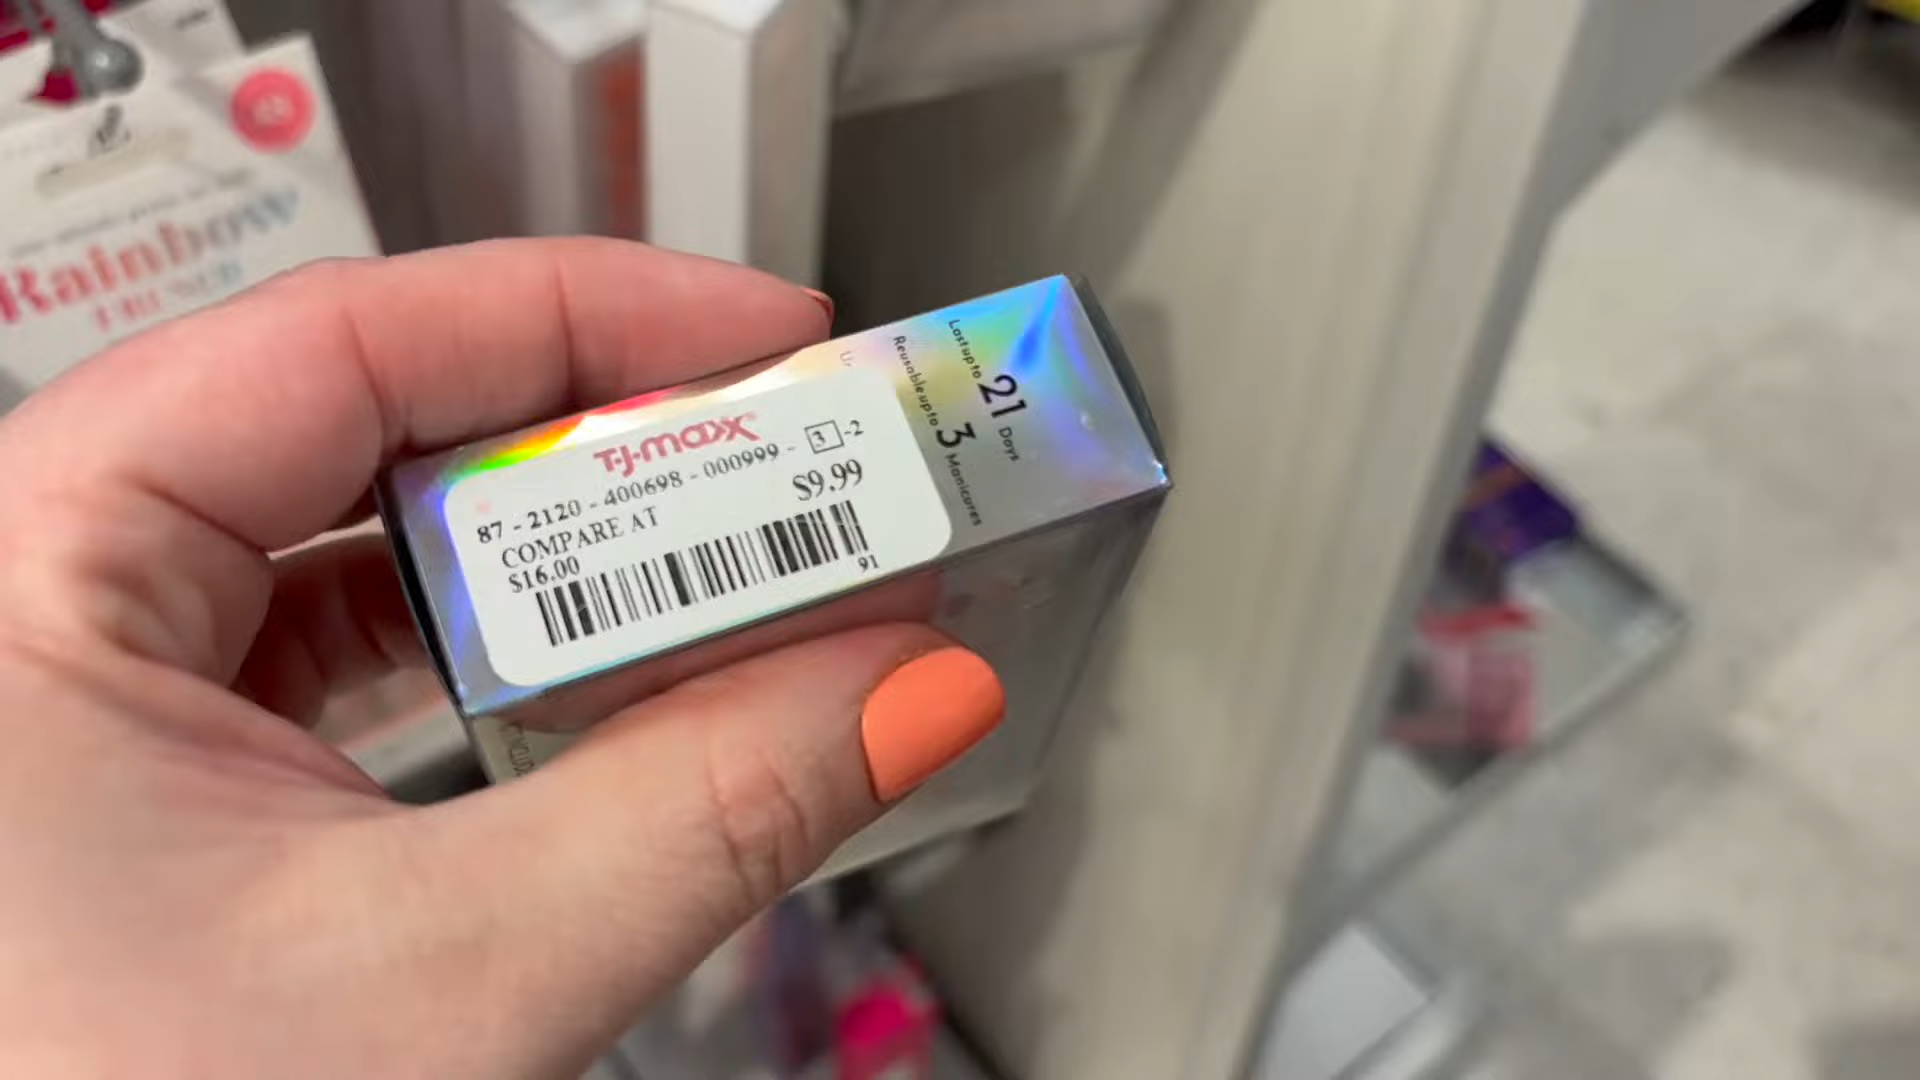 Rainbow
T·J·maxx®
87 - 2120 - 400698 - 000999 - 3 -2
$9.99
COMPARE AT
$16.00
91
Last up to 21 Days
Reusable up to 3 Manicures